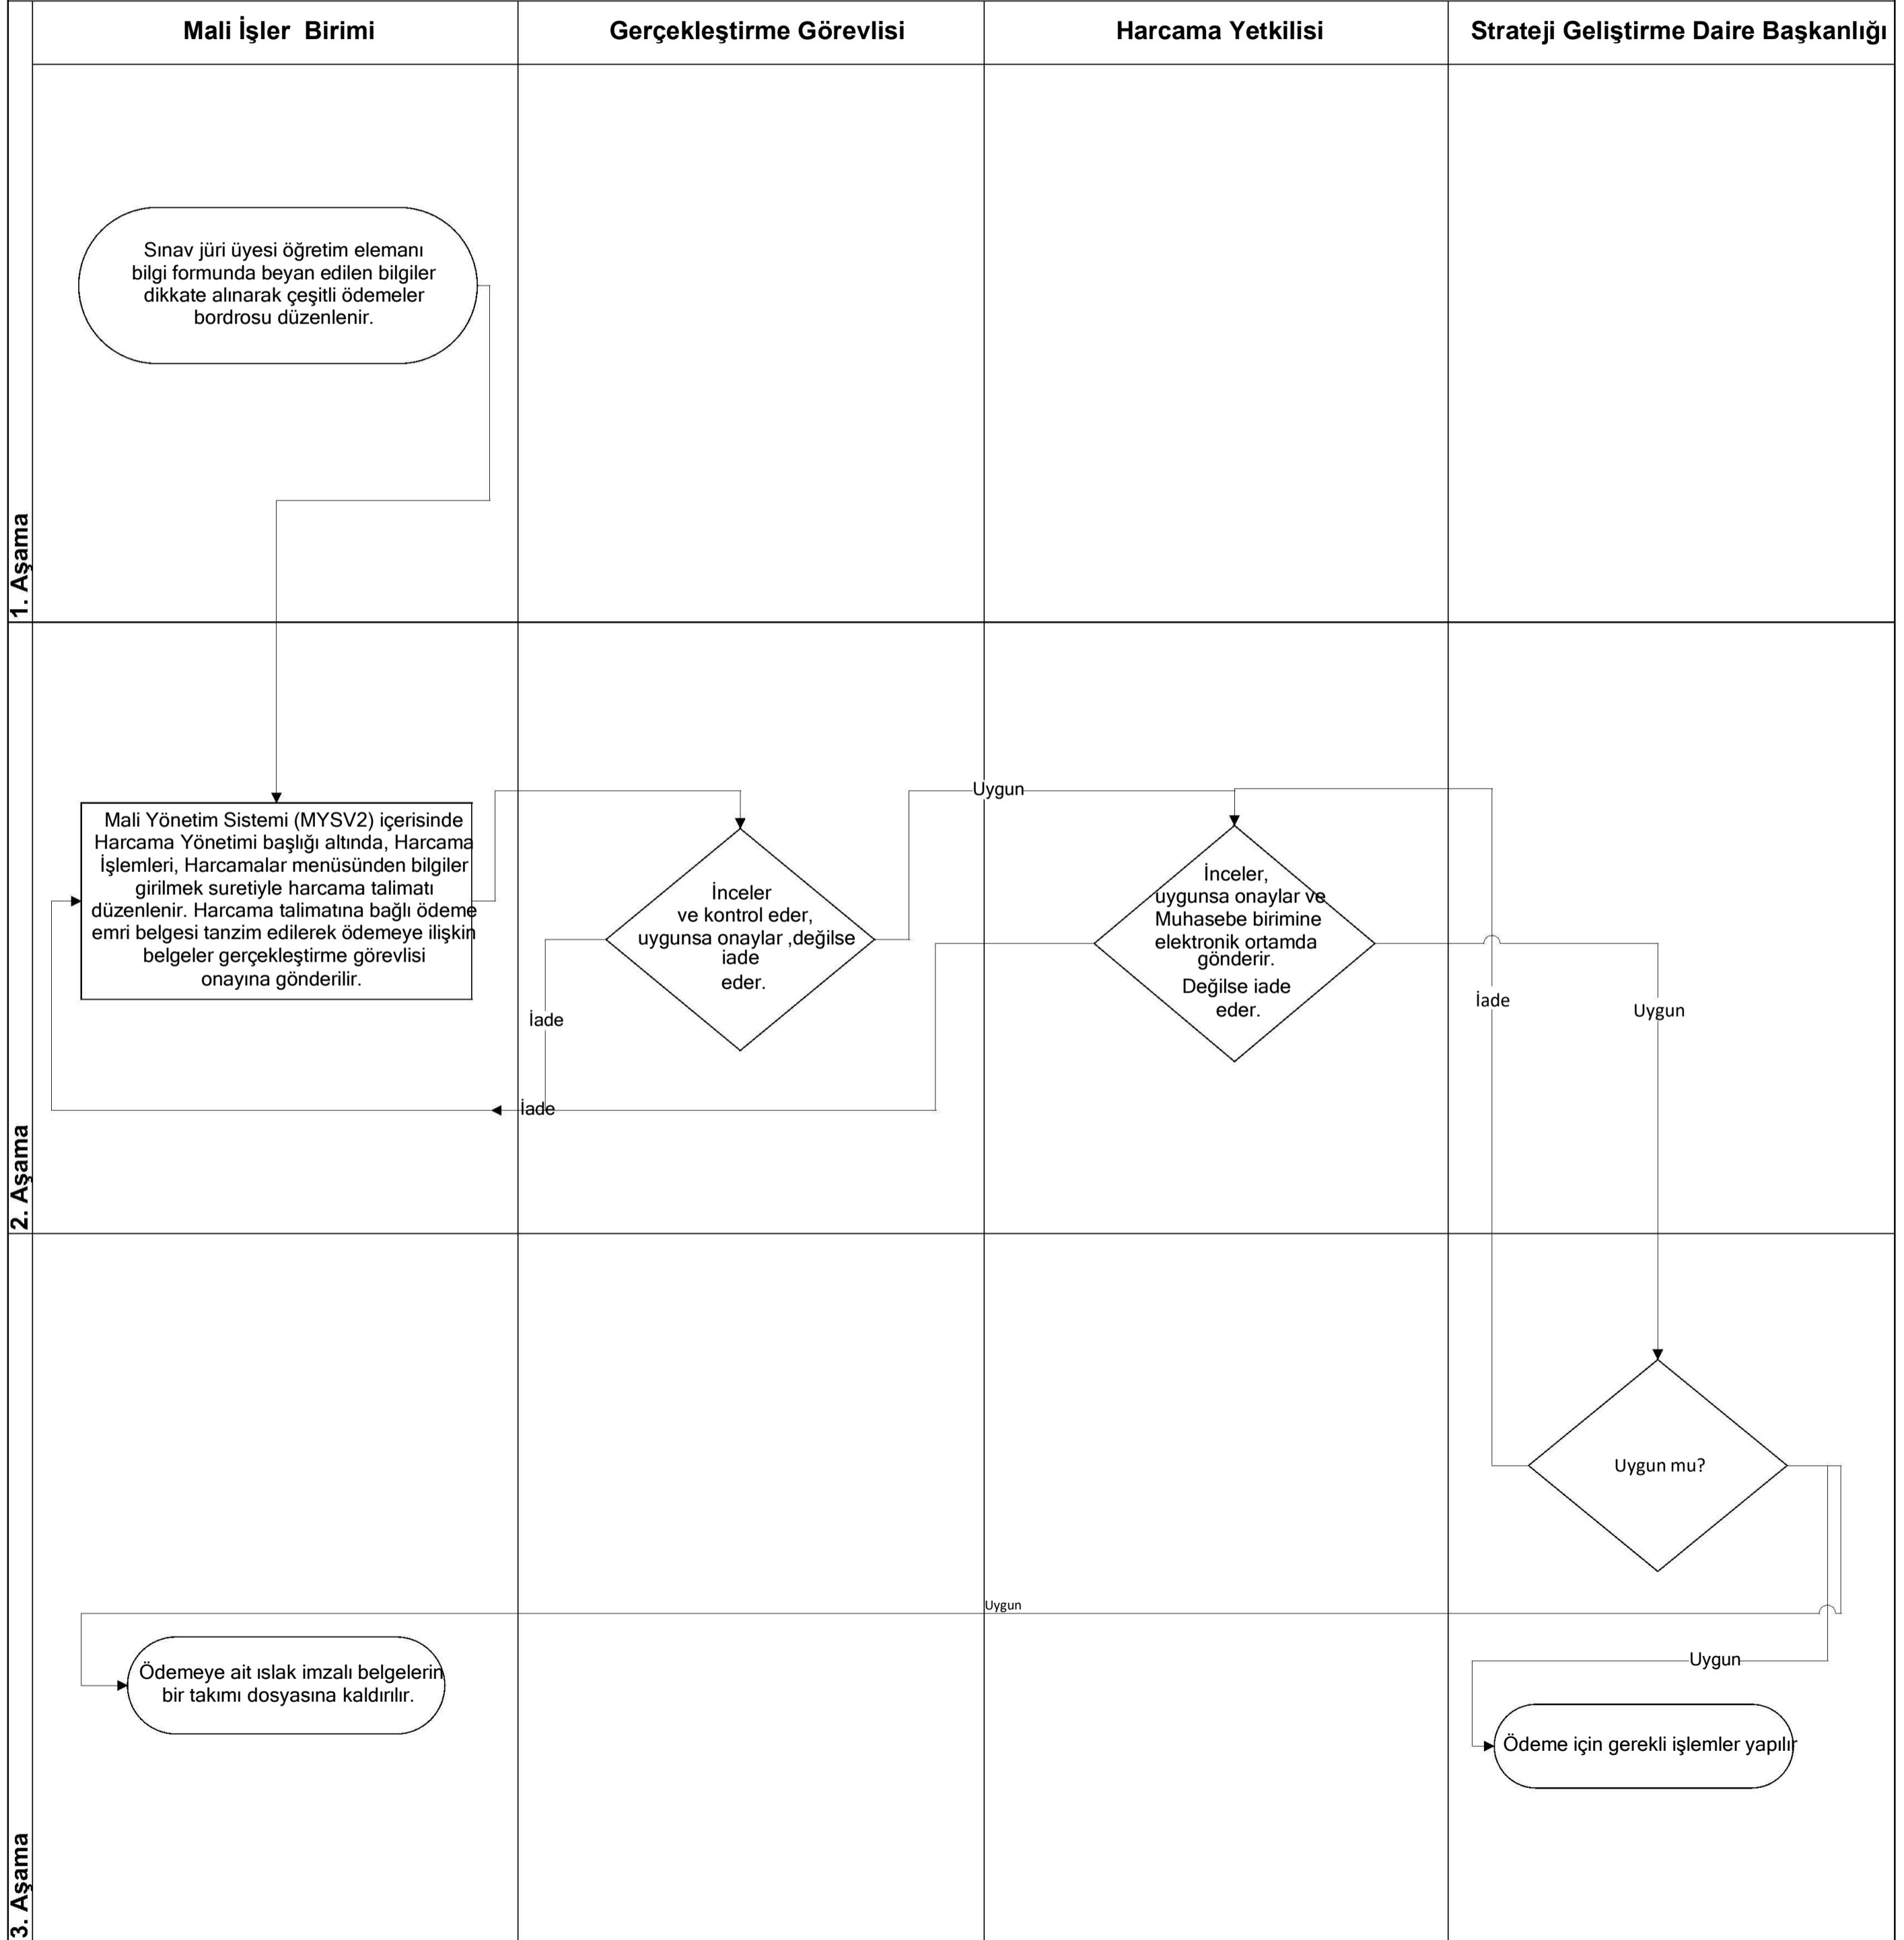 Mali İşler Birimi
Gerçekleştirme Görevlisi
Harcama Yetkilisi
Strateji Geliştirme Daire Başkanlığı
1. Aşama
Sınav jüri üyesi öğretim elemanı
bilgi formunda beyan edilen bilgiler
dikkate alınarak çeşitli ödemeler
bordrosu düzenlenir.
2. Aşama
Mali Yönetim Sistemi (MYSV2) içerisinde
Harcama Yönetimi başlığı altında, Harcama
İşlemleri, Harcamalar menüsünden bilgiler
girilmek suretiyle harcama talimatı
düzenlenir. Harcama talimatına bağlı ödeme
emri belgesi tanzim edilerek ödemeye ilişkin
belgeler gerçekleştirme görevlisi
onayına gönderilir.
İnceler
ve kontrol eder,
uygunsa onaylar ,değilse
iade
eder.
İade
İade
Uygun
İnceler,
uygunsa onaylar ve
Muhasebe birimine
elektronik ortamda
gönderir.
Değilse iade
eder.
İade
Uygun
3. Aşama
Uygun mu?
Uygun
Uygun
Ödemeye ait ıslak imzalı belgelerin
bir takımı dosyasına kaldırılır.
Ödeme için gerekli işlemler yapılır